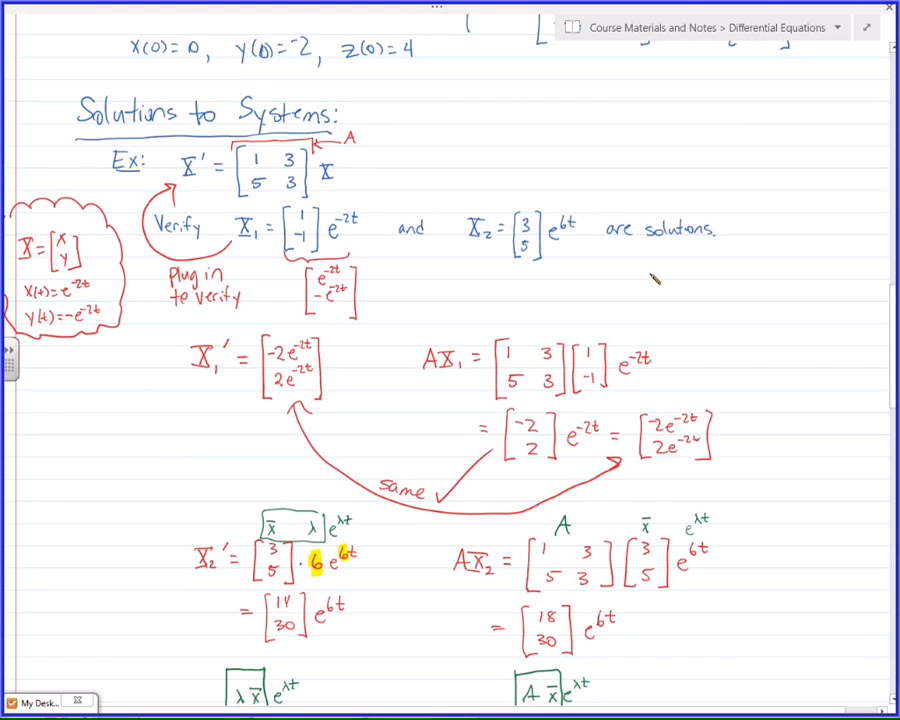 Course Materials and Notes > Differential Equations
x(0)=0, y(0)=-2, z(0)=4
Solutions to Systems:
A
Ex: X' = [1 3; 5 3] X
Verify X₁ = [1; -1] e^{-2t} and X₂ = [3; 5] e^{6t} are solutions.
plug in
to verify
[e^{-2t}; -e^{-2t}]
X = [x; y]
x(t)=e^{-2t}
y(t)=-e^{-2t}
X₁' = [-2e^{-2t}; 2e^{-2t}]
AX₁ = [1 3; 5 3] [1; -1] e^{-2t}
= [-2; 2] e^{-2t} = [-2e^{-2t}; 2e^{-2t}]
same
x̄ λ e^{λt}
X₂' = [3; 5] · 6 e^{6t}
= [18; 30] e^{6t}
A x̄ e^{λt}
AX₂ = [1 3; 5 3] [3; 5] e^{6t}
= [18; 30] e^{6t}
λ x̄ e^{λt}
A x̄ e^{λt}
My Desk...